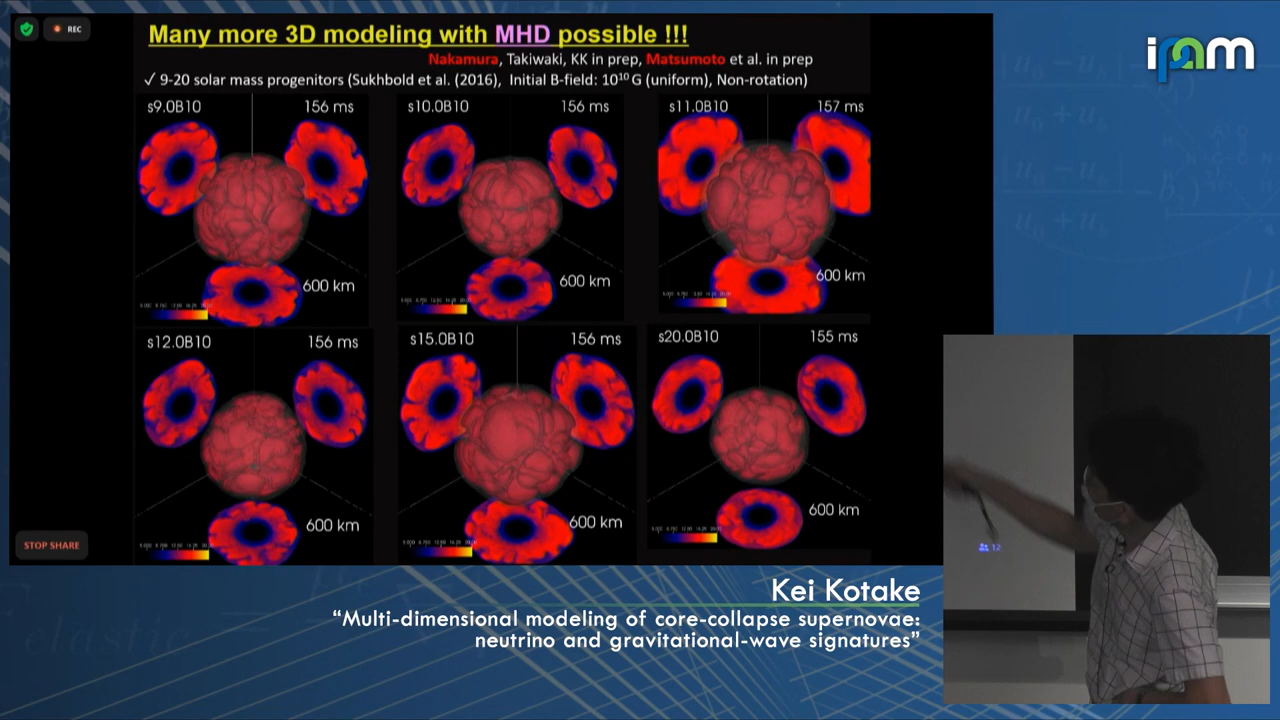 REC
Many more 3D modeling with MHD possible !!!
Nakamura, Takiwaki, KK in prep, Matsumoto et al. in prep
✓ 9-20 solar mass progenitors (Sukhbold et al. (2016), Initial B-field: 10¹⁰ G (uniform), Non-rotation)
s9.0B10 156 ms
600 km
s10.0B10 156 ms
600 km
s11.0B10 157 ms
600 km
s12.0B10 156 ms
600 km
s15.0B10 156 ms
600 km
s20.0B10 155 ms
600 km
STOP SHARE
ipam
12
Kei Kotake
“Multi-dimensional modeling of core-collapse supernovae:
neutrino and gravitational-wave signatures”
elastic